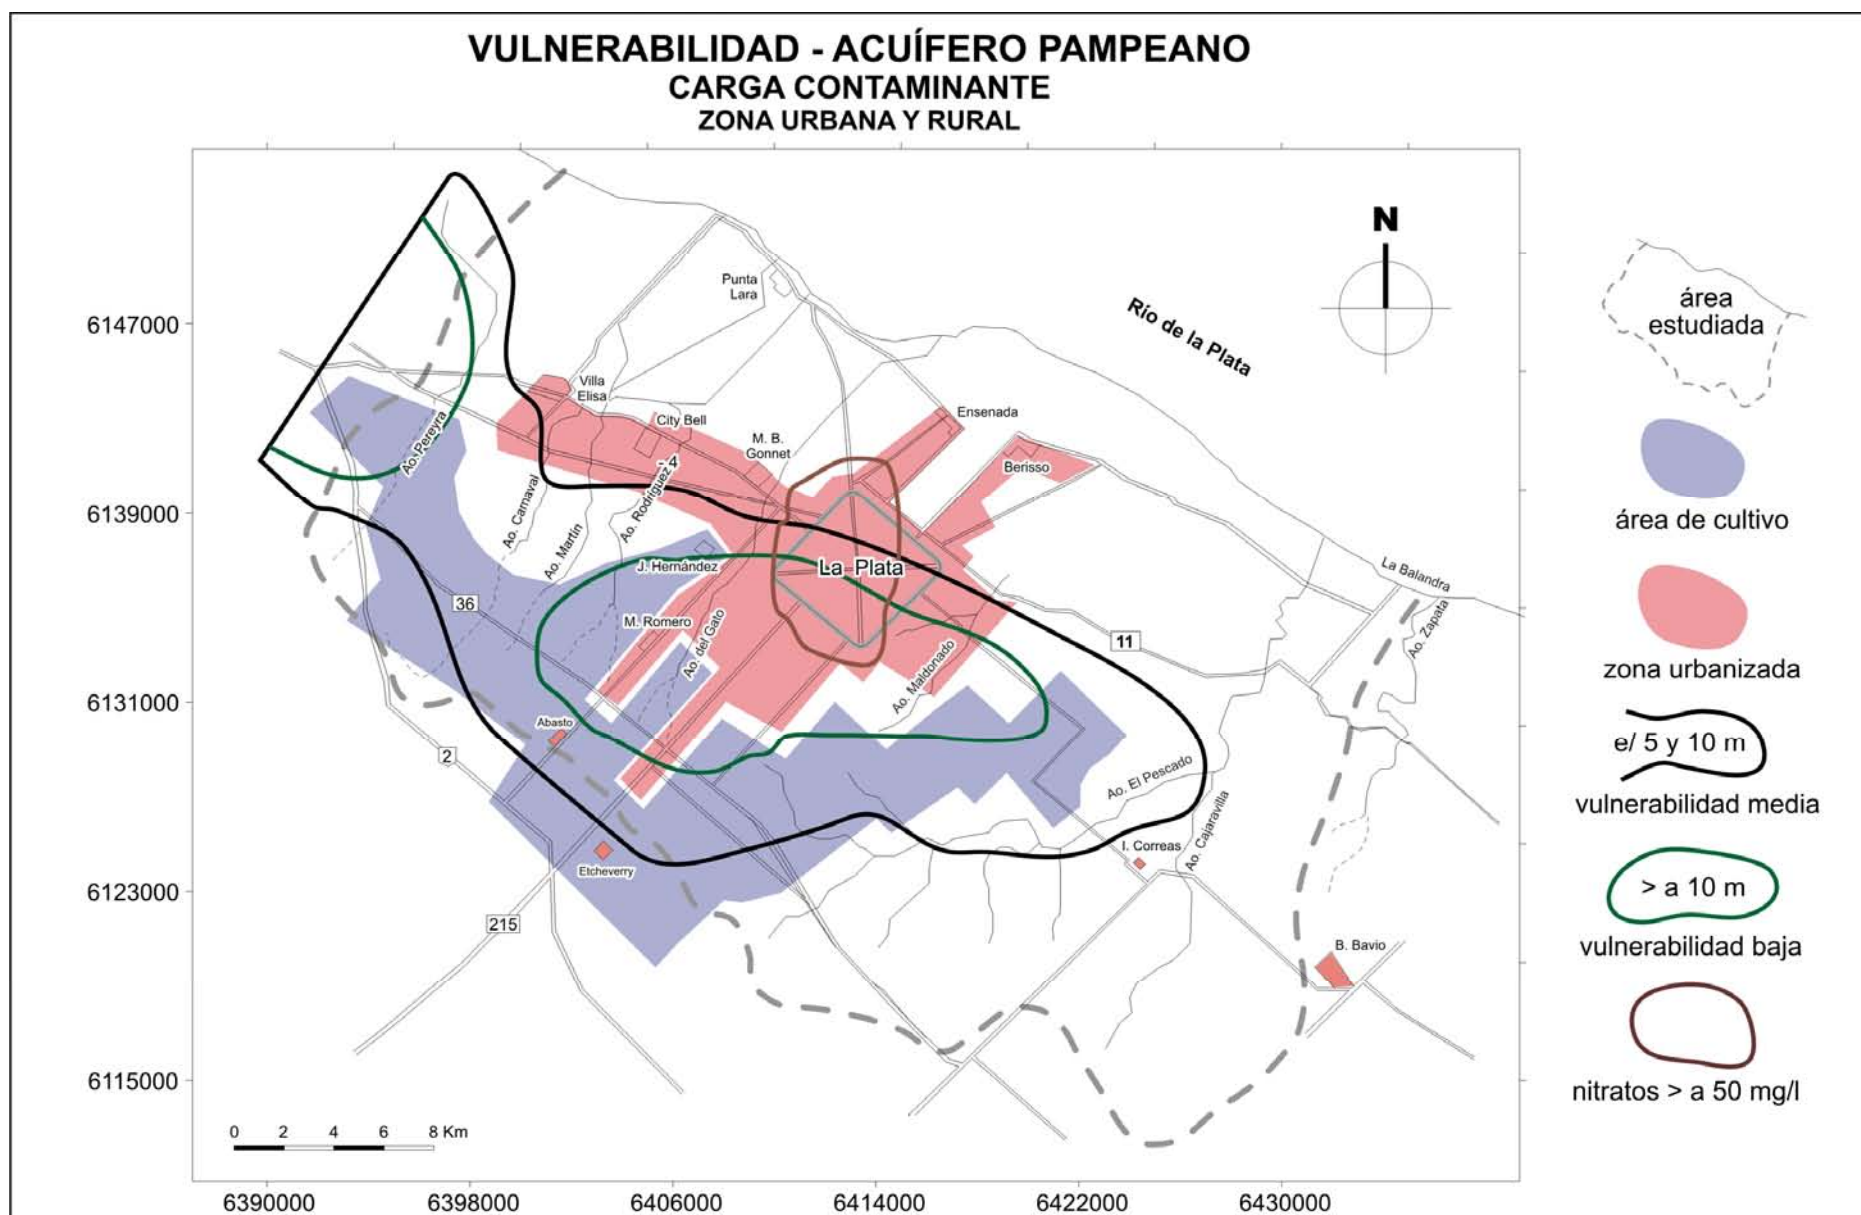 VULNERABILIDAD - ACUÍFERO PAMPEANO
CARGA CONTAMINANTE
ZONA URBANA Y RURAL
N
Río de la Plata
Punta
Lara
Villa
Elisa
City Bell
M. B.
Gonnet
Ensenada
Berisso
Ao. Pereyra
Ao. Carnaval
Ao. Martín
Ao. Rodríguez
4
J. Hernández
La Plata
M. Romero
Ao. del Gato
Ao. Maldonado
36
11
La Balandra
Ao. Zapata
Abasto
2
Ao. El Pescado
Ao. Cajaravilla
I. Correas
Etcheverry
215
B. Bavio
6147000
6139000
6131000
6123000
6115000
0 2 4 6 8 Km
6390000 6398000 6406000 6414000 6422000 6430000
área
estudiada
área de cultivo
zona urbanizada
e/ 5 y 10 m
vulnerabilidad media
> a 10 m
vulnerabilidad baja
nitratos > a 50 mg/l